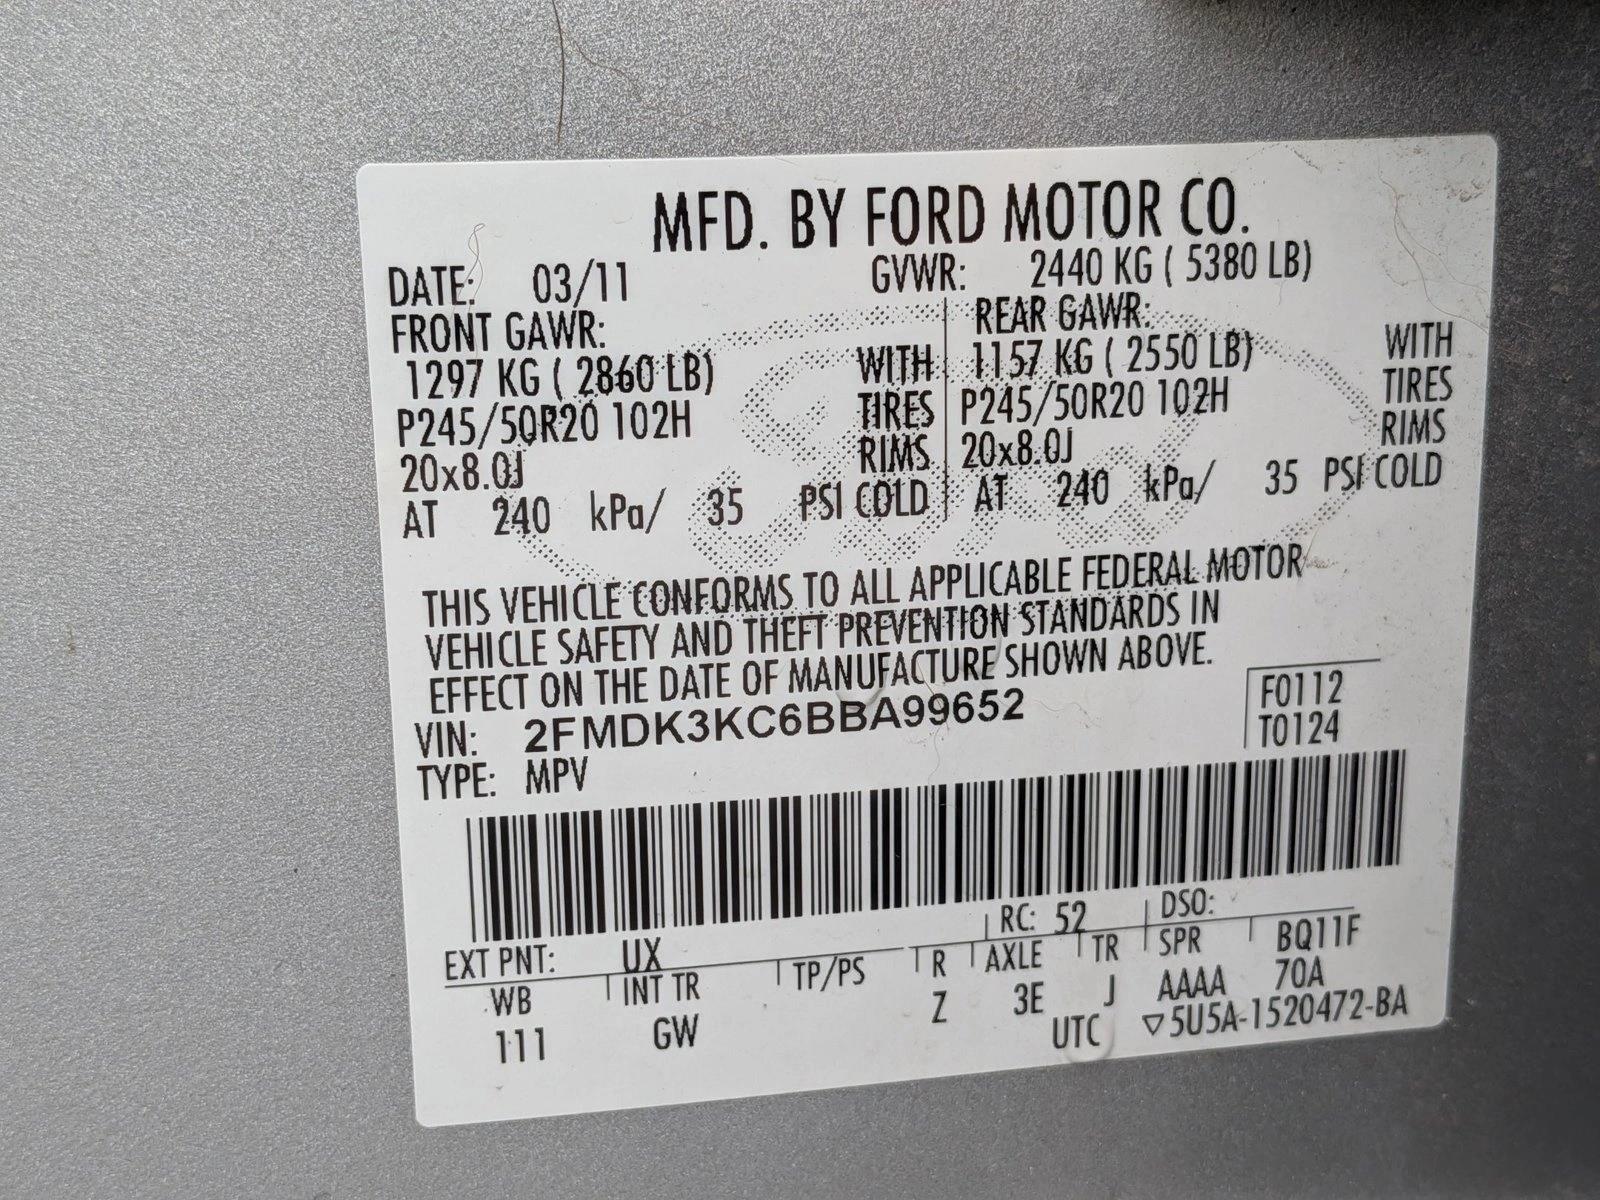 MFD. BY FORD MOTOR CO.
DATE: 03/11 GVWR: 2440 KG ( 5380 LB)
FRONT GAWR: REAR GAWR:
1297 KG ( 2860 LB) WITH 1157 KG ( 2550 LB) WITH
P245/50R20 102H TIRES P245/50R20 102H TIRES
20x8.0J RIMS 20x8.0J RIMS
AT 240 kPa/ 35 PSI COLD AT 240 kPa/ 35 PSI COLD
THIS VEHICLE CONFORMS TO ALL APPLICABLE FEDERAL MOTOR
VEHICLE SAFETY AND THEFT PREVENTION STANDARDS IN
EFFECT ON THE DATE OF MANUFACTURE SHOWN ABOVE.
VIN: 2FMDK3KC6BBA99652 F0112
TYPE: MPV T0124
EXT PNT: UX RC: 52 DSO:
WB INT TR TP/PS R AXLE TR SPR BQ11F
111 GW Z 3E J AAAA 70A
UTC ▽5U5A-1520472-BA